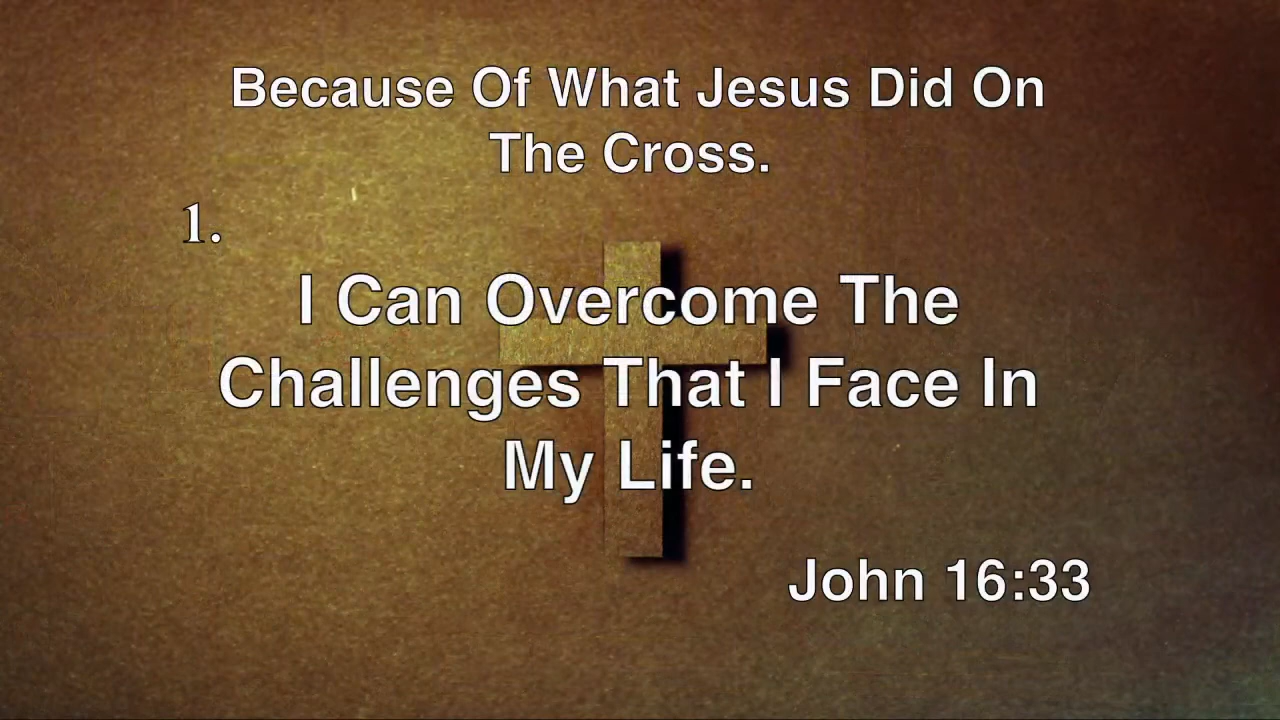 Because Of What Jesus Did On
The Cross.
1.
I Can Overcome The
Challenges That I Face In
My Life.
John 16:33